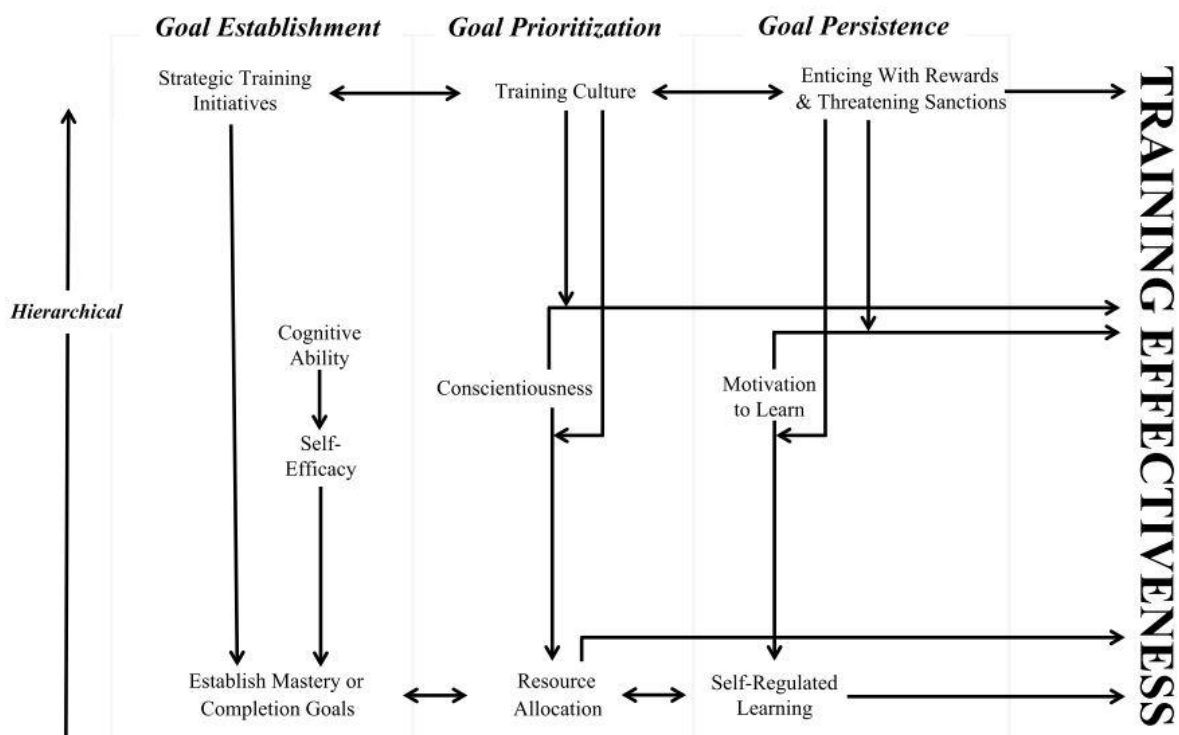 Goal Establishment
Goal Prioritization
Goal Persistence
Strategic Training
Initiatives
Training Culture
Enticing With Rewards
& Threatening Sanctions
Hierarchical
Cognitive
Ability
Conscientiousness
Motivation
to Learn
Self-
Efficacy
Establish Mastery or
Completion Goals
Resource
Allocation
Self-Regulated
Learning
TRAINING EFFECTIVENESS